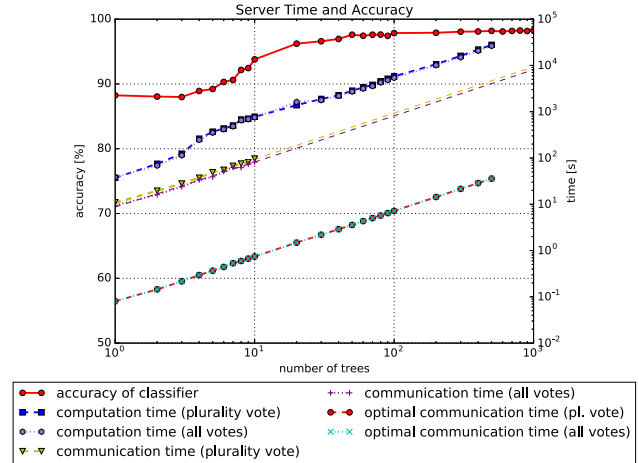 Server Time and Accuracy
100
90
80
70
60
50
accuracy [%]
10^5
10^4
10^3
10^2
10^1
10^0
10^-1
10^-2
time [s]
10^0 10^1 10^2 10^3
number of trees
accuracy of classifier
computation time (plurality vote)
computation time (all votes)
communication time (plurality vote)
communication time (all votes)
optimal communication time (pl. vote)
optimal communication time (all votes)